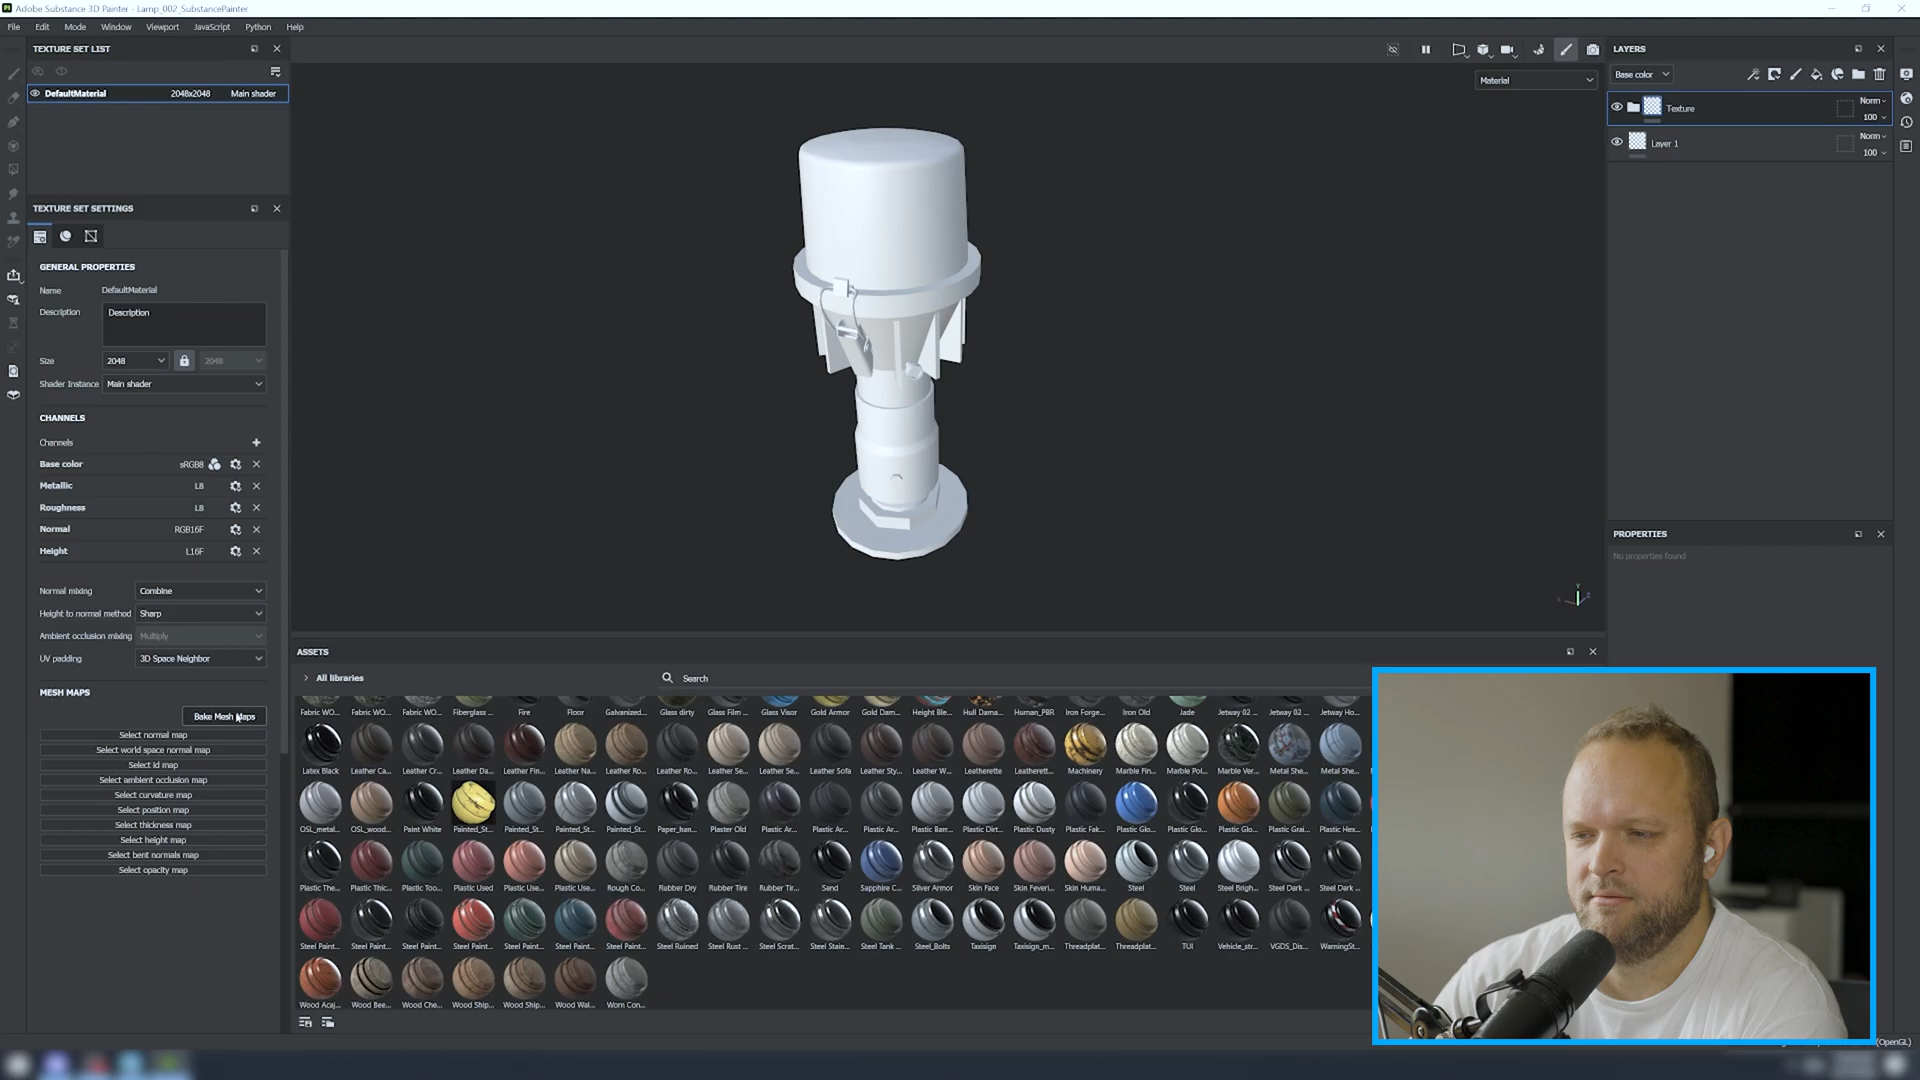 Adobe Substance 3D Painter - Lamp_002_SubstancePainter
File Edit Mode Window Viewport JavaScript Python Help
TEXTURE SET LIST
DefaultMaterial 2048x2048 Main shader
TEXTURE SET SETTINGS
GENERAL PROPERTIES
Name DefaultMaterial
Description Description
Size 2048 2048
Shader Instance Main shader
CHANNELS
Channels
Base color sRGB8
Metallic L8
Roughness L8
Normal RGB16F
Height L16F
Normal mixing Combine
Height to normal method Sharp
Ambient occlusion mixing Multiply
UV padding 3D Space Neighbor
MESH MAPS
Bake Mesh Maps
Select normal map
Select world space normal map
Select id map
Select ambient occlusion map
Select curvature map
Select position map
Select thickness map
Select height map
Select bent normals map
Select opacity map
Material
Y
X Z
ASSETS
All libraries Search
Fabric WO... Fabric WO... Fabric WO... Fiberglass ... Fire Floor Galvanized... Glass dirty Glass Film ... Glass Visor Gold Armor Gold Dam... Height Ble... Hull Dama... Human_PBR Iron Forge... Iron Old Jade Jetway 02 ... Jetway 02 ... Jetway Ho...
Latex Black Leather Ca... Leather Cr... Leather Da... Leather Fin... Leather Na... Leather Ro... Leather Ro... Leather Se... Leather Se... Leather Sofa Leather Sty... Leather W... Leatherette Leatherett... Machinery Marble Fin... Marble Pol... Marble Ver... Metal She... Metal She...
OSL_metal... OSL_wood... Paint White Painted_St... Painted_St... Painted_St... Painted_St... Paper_han... Plaster Old Plastic Ar... Plastic Ar... Plastic Ar... Plastic Barr... Plastic Dirt... Plastic Dusty Plastic Fak... Plastic Glo... Plastic Glo... Plastic Glo... Plastic Grai... Plastic Hex...
Plastic The... Plastic Thic... Plastic Too... Plastic Used Plastic Use... Plastic Use... Rough Co... Rubber Dry Rubber Tire Rubber Tir... Sand Sapphire C... Silver Armor Skin Face Skin Feveri... Skin Huma... Steel Steel Steel Brigh... Steel Dark ... Steel Dark ...
Steel Paint... Steel Paint... Steel Paint... Steel Paint... Steel Paint... Steel Paint... Steel Paint... Steel Ruined Steel Rust ... Steel Scrat... Steel Stain... Steel Tank ... Steel_Bolts Taxisign Taxisign_m... Threadplat... Threadplat... TUI Vehicle_str... VGDS_Dis... WarningSt...
Wood Acaj... Wood Bee... Wood Che... Wood Ship... Wood Ship... Wood Wal... Worn Con...
LAYERS
Base color
Texture Norm 100
Layer 1 Norm 100
PROPERTIES
No properties found
(OpenGL)